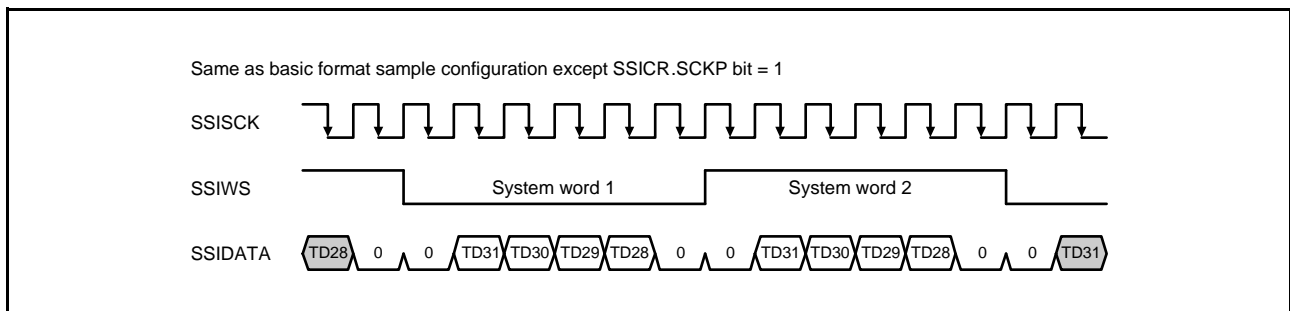 Same as basic format sample configuration except SSICR.SCKP bit = 1
SSISCK
SSIWS System word 1 System word 2
SSIDATA TD28 0 0 TD31 TD30 TD29 TD28 0 0 TD31 TD30 TD29 TD28 0 0 TD31